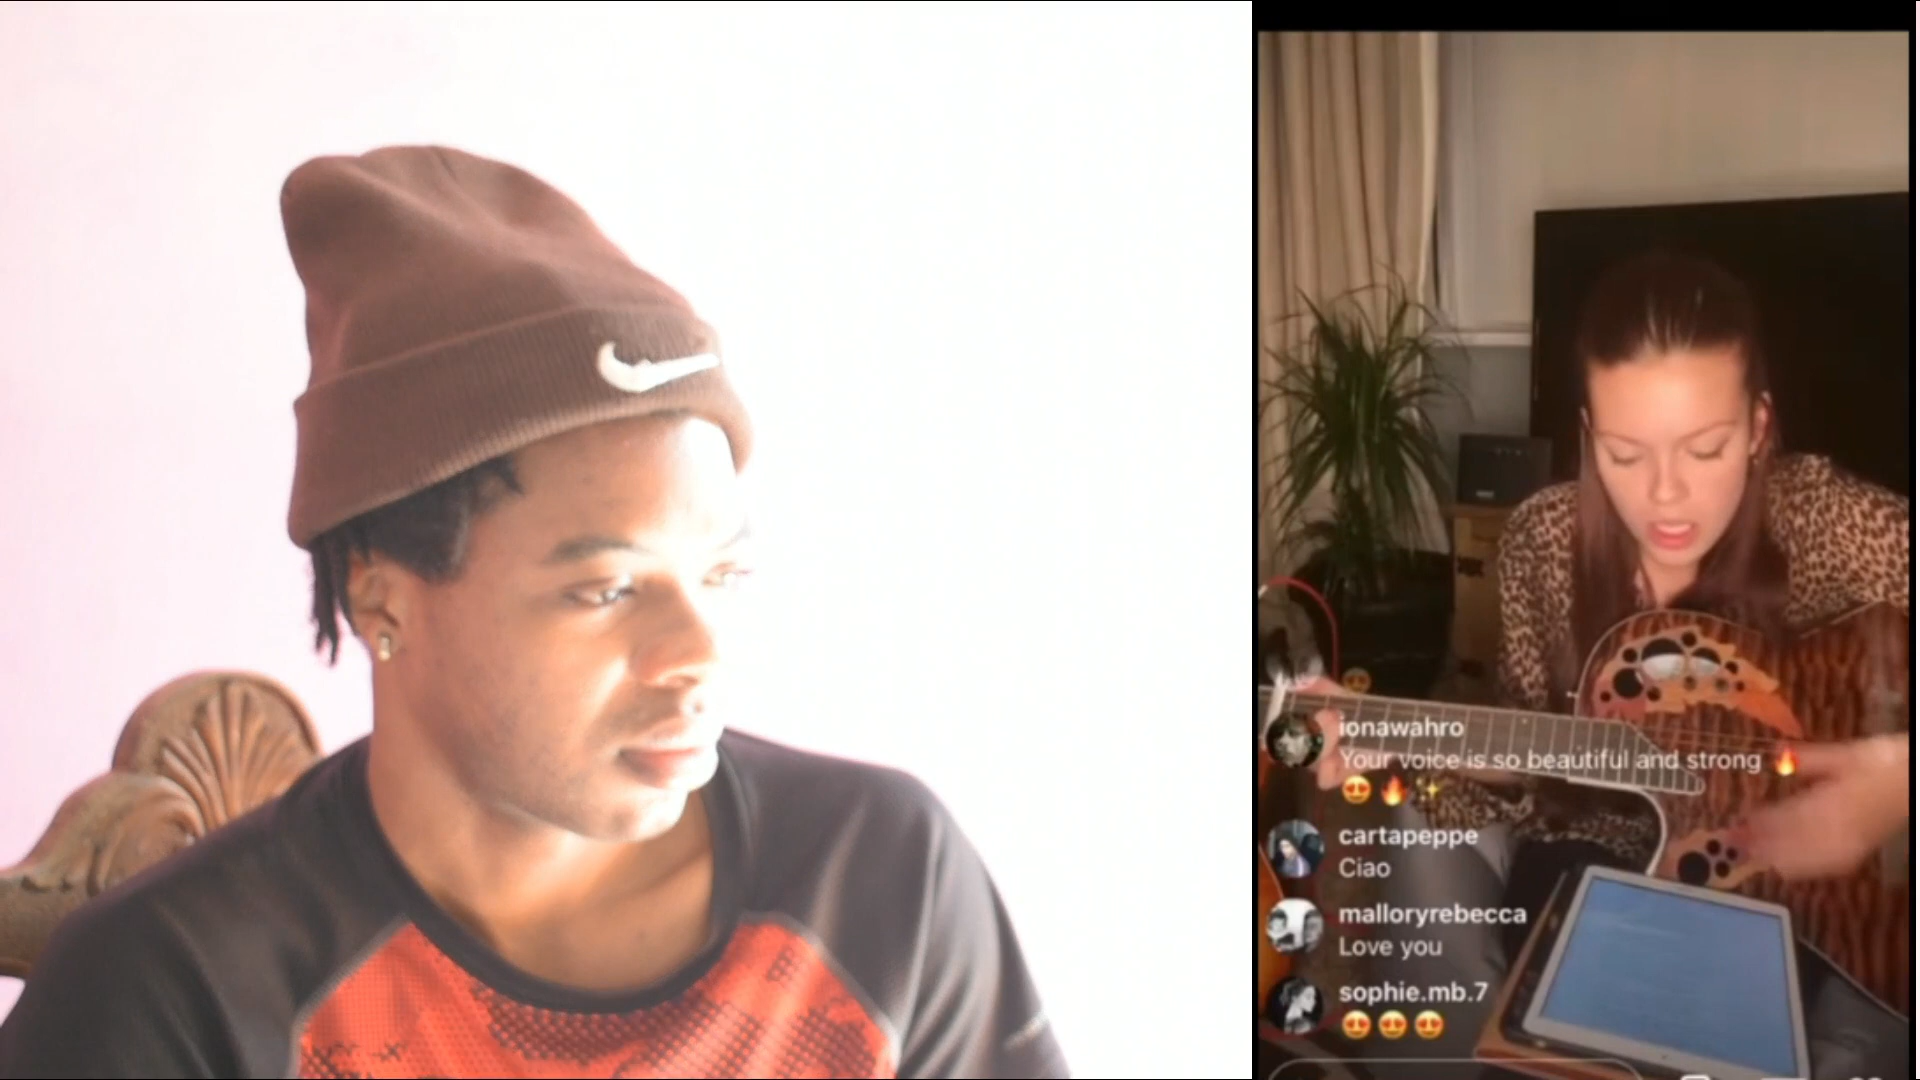 ionawahro
Your voice is so beautiful and strong 🔥
😍 🔥 ✨
cartapeppe
Ciao
malloryrebecca
Love you
sophie.mb.7
😍 😍 😍